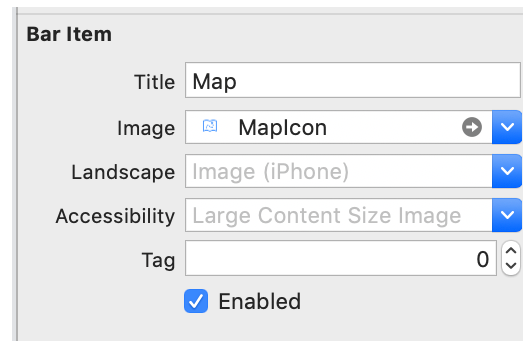 Bar Item
Title Map
Image MapIcon
Landscape Image (iPhone)
Accessibility Large Content Size Image
Tag 0
Enabled